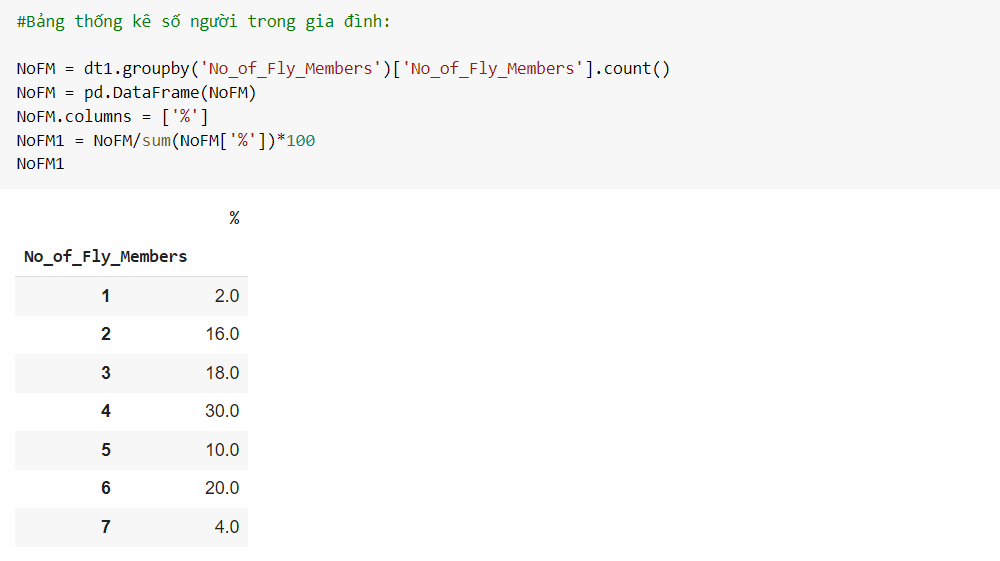 #Bảng thống kê số người trong gia đình:
NoFM = dt1.groupby('No_of_Fly_Members')['No_of_Fly_Members'].count()
NoFM = pd.DataFrame(NoFM)
NoFM.columns = ['%']
NoFM1 = NoFM/sum(NoFM['%'])*100
NoFM1
%
No_of_Fly_Members
1 2.0
2 16.0
3 18.0
4 30.0
5 10.0
6 20.0
7 4.0